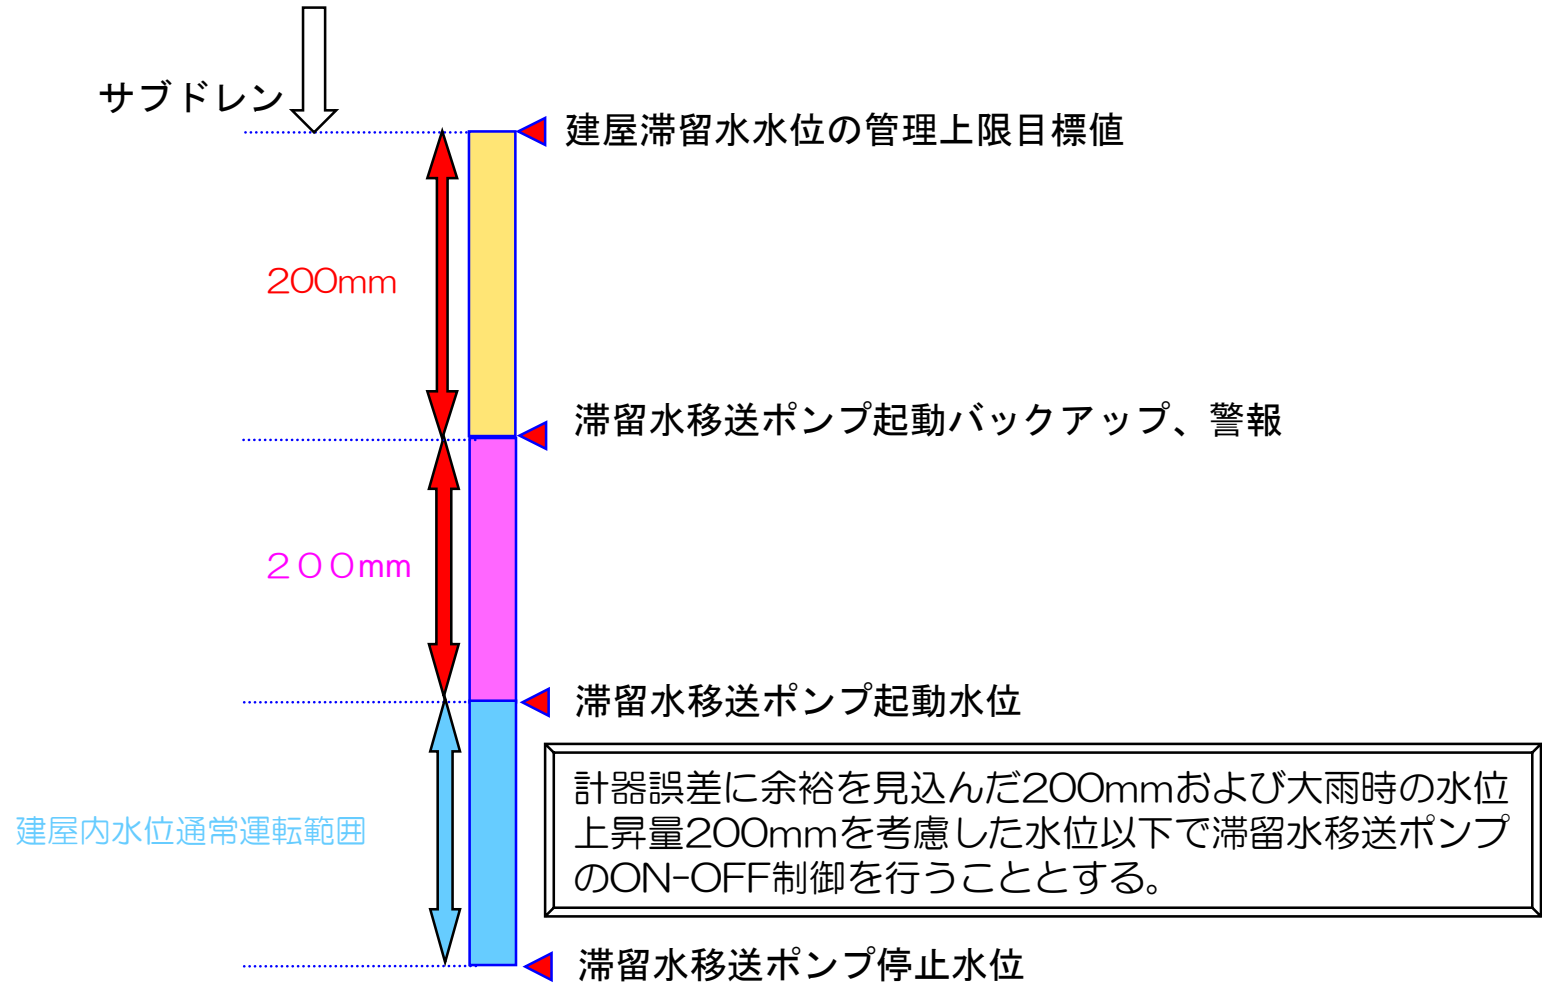 サブドレン
建屋滞留水水位の管理上限目標値
200mm
滞留水移送ポンプ起動バックアップ、警報
２００mm
滞留水移送ポンプ起動水位
計器誤差に余裕を見込んだ200mmおよび大雨時の水位
上昇量200mmを考慮した水位以下で滞留水移送ポンプ
のON-OFF制御を行うこととする。
建屋内水位通常運転範囲
滞留水移送ポンプ停止水位